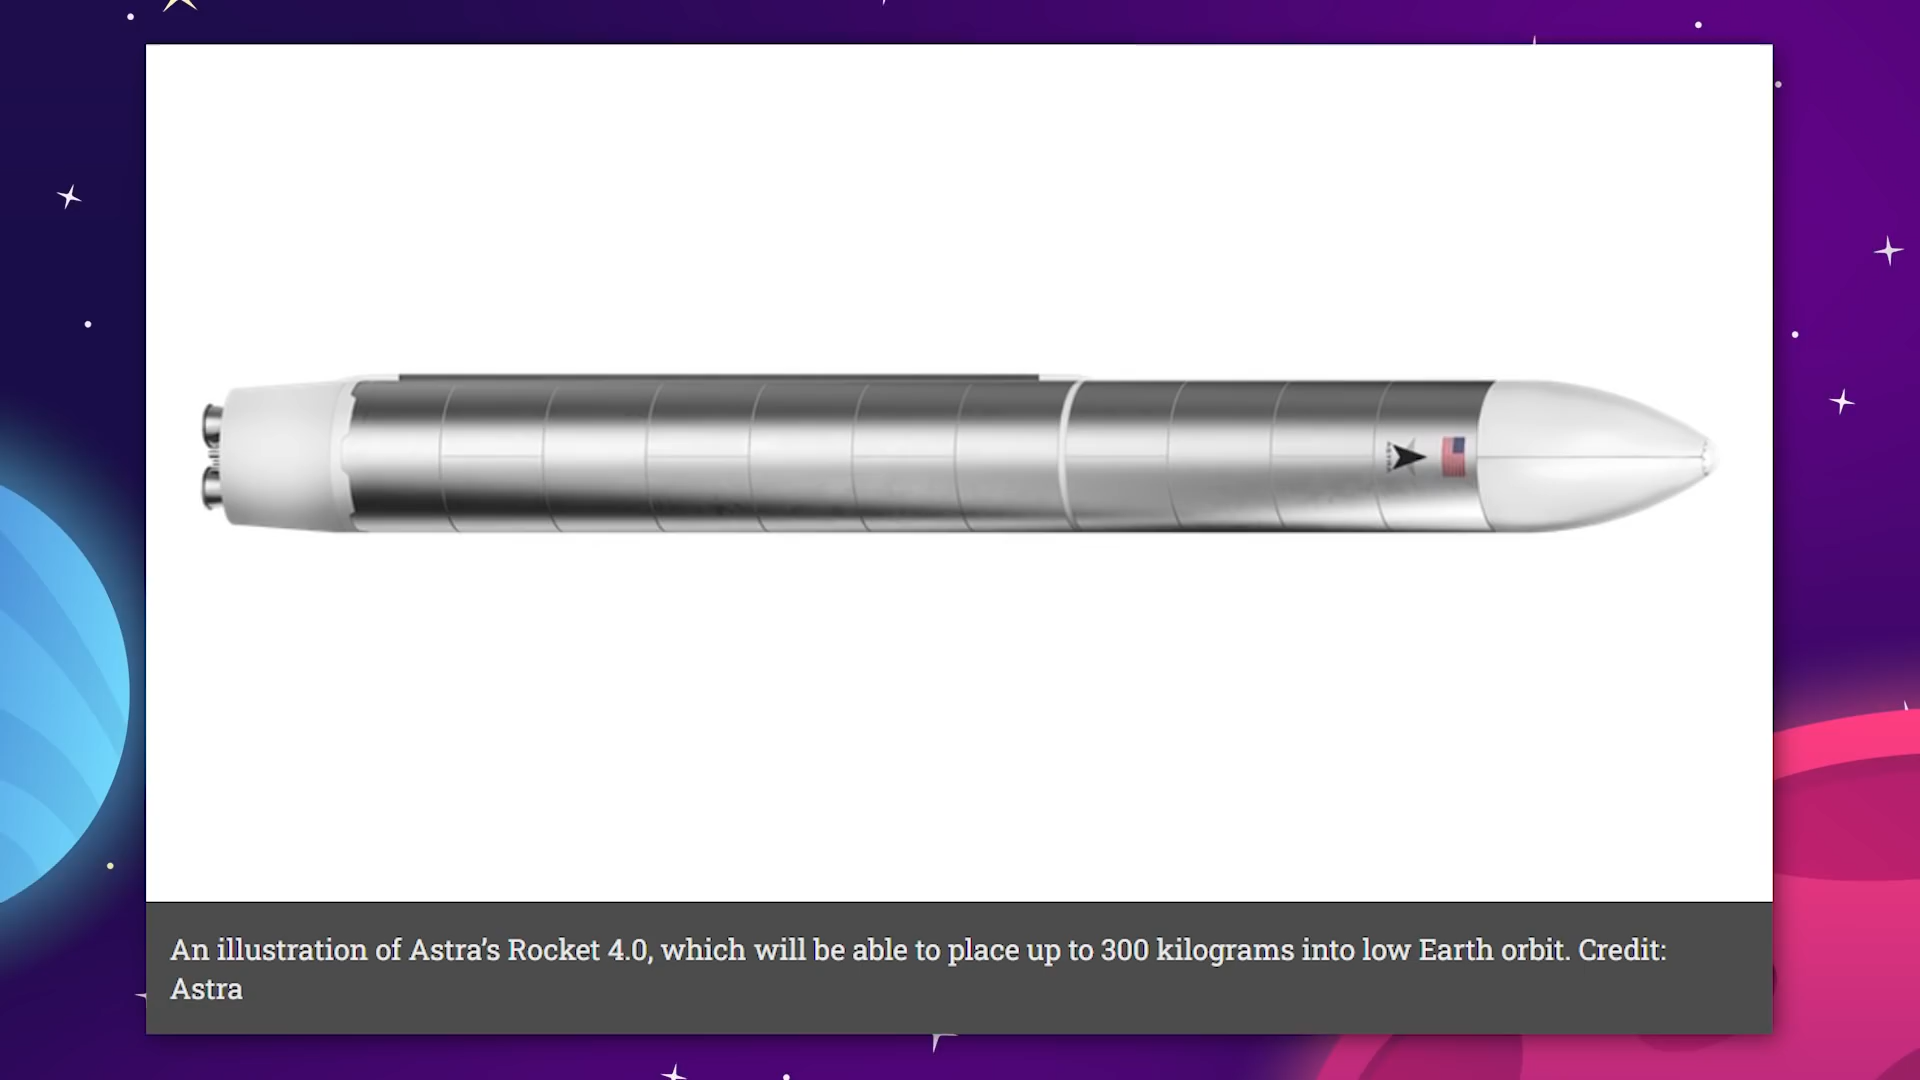 ASTRA
An illustration of Astra’s Rocket 4.0, which will be able to place up to 300 kilograms into low Earth orbit. Credit:
Astra